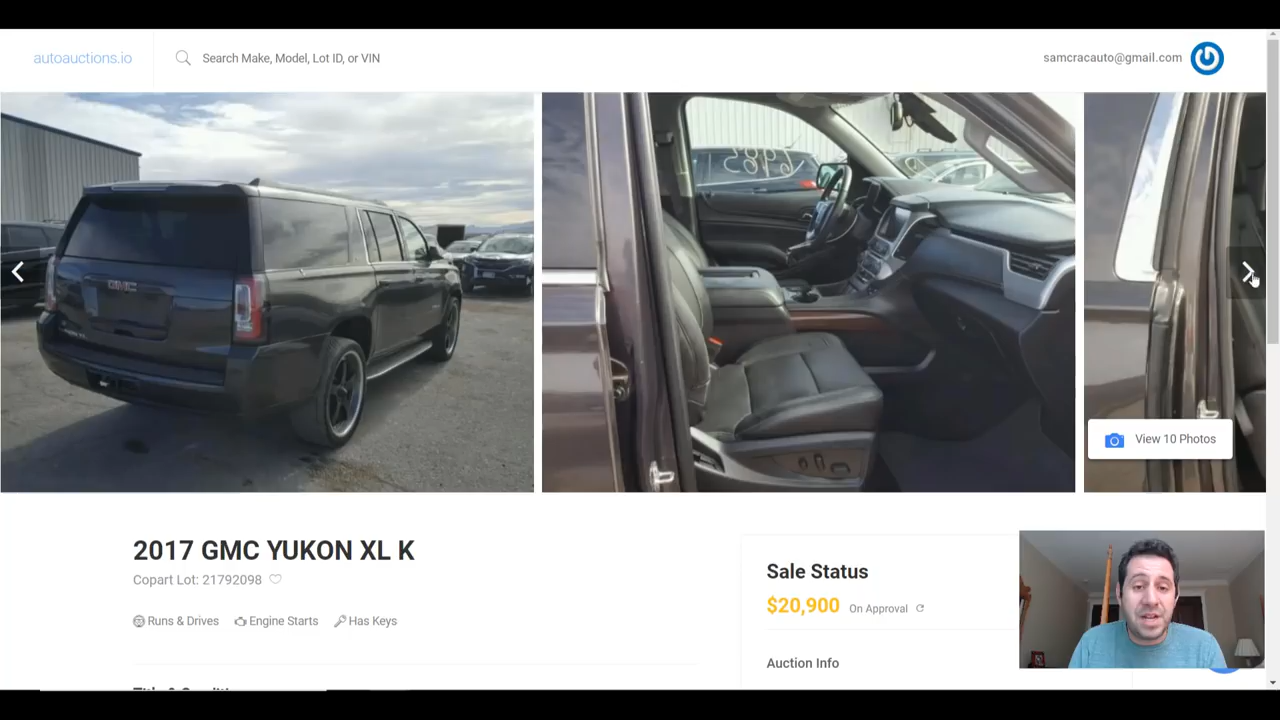 autoauctions.io
Search Make, Model, Lot ID, or VIN
samcracauto@gmail.com
GMC
View 10 Photos
2017 GMC YUKON XL K
Copart Lot: 21792098
Runs & Drives
Engine Starts
Has Keys
Sale Status
$20,900 On Approval
Auction Info